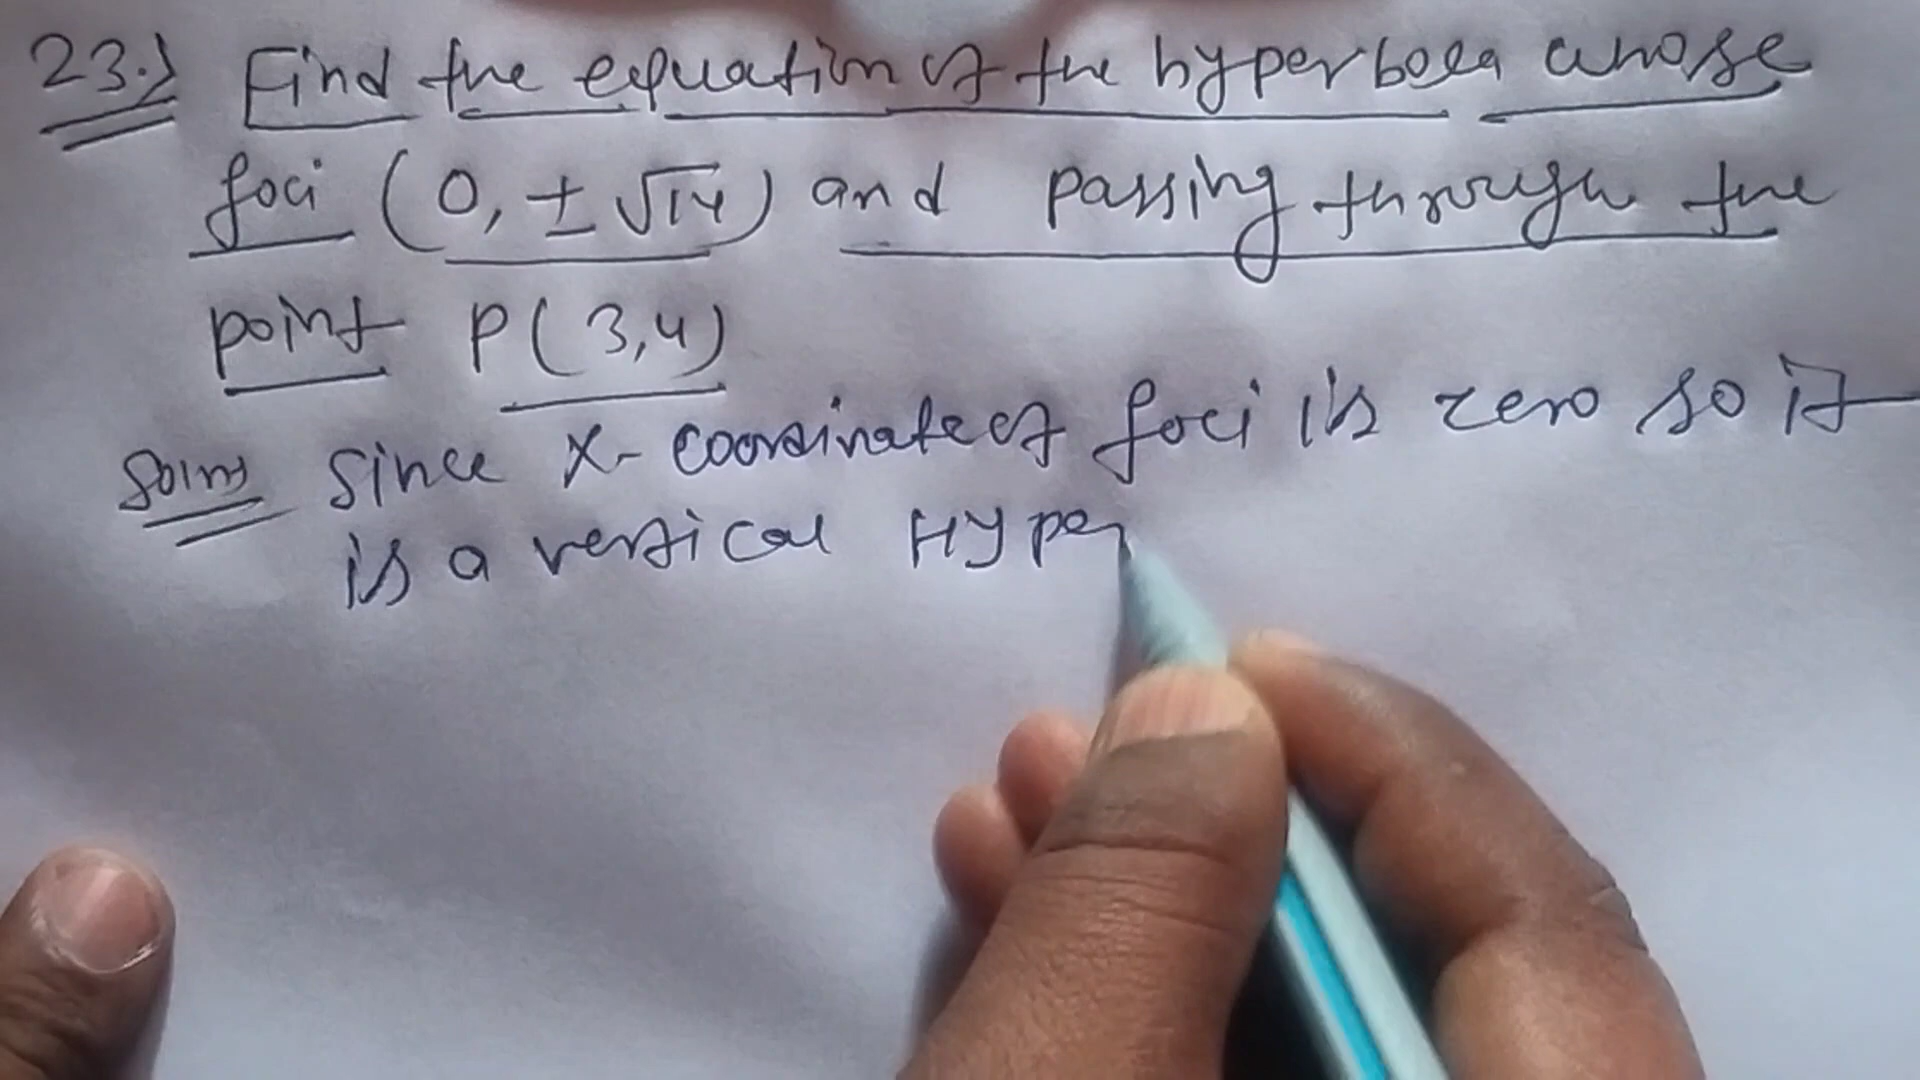 23.) Find the equation of the hyperbola whose
foci (0, ± √14) and passing through the
point P(3,4)
Soln Since x-coordinate of foci is zero so it
is a vertical Hyper